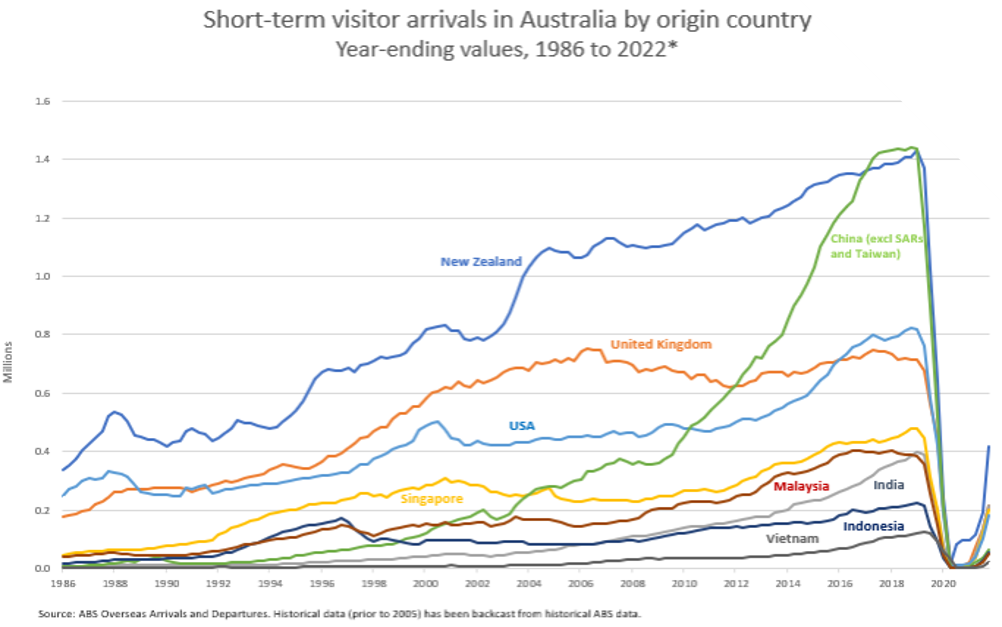 Short-term visitor arrivals in Australia by origin country
Year-ending values, 1986 to 2022*
Millions
1.6
1.4
1.2
1.0
0.8
0.6
0.4
0.2
0.0
China (excl SARs
and Taiwan)
New Zealand
United Kingdom
USA
Singapore
Malaysia
India
Indonesia
Vietnam
1986 1988 1990 1992 1994 1996 1998 2000 2002 2004 2006 2008 2010 2012 2014 2016 2018 2020
Source: ABS Overseas Arrivals and Departures. Historical data (prior to 2005) has been backcast from historical ABS data.